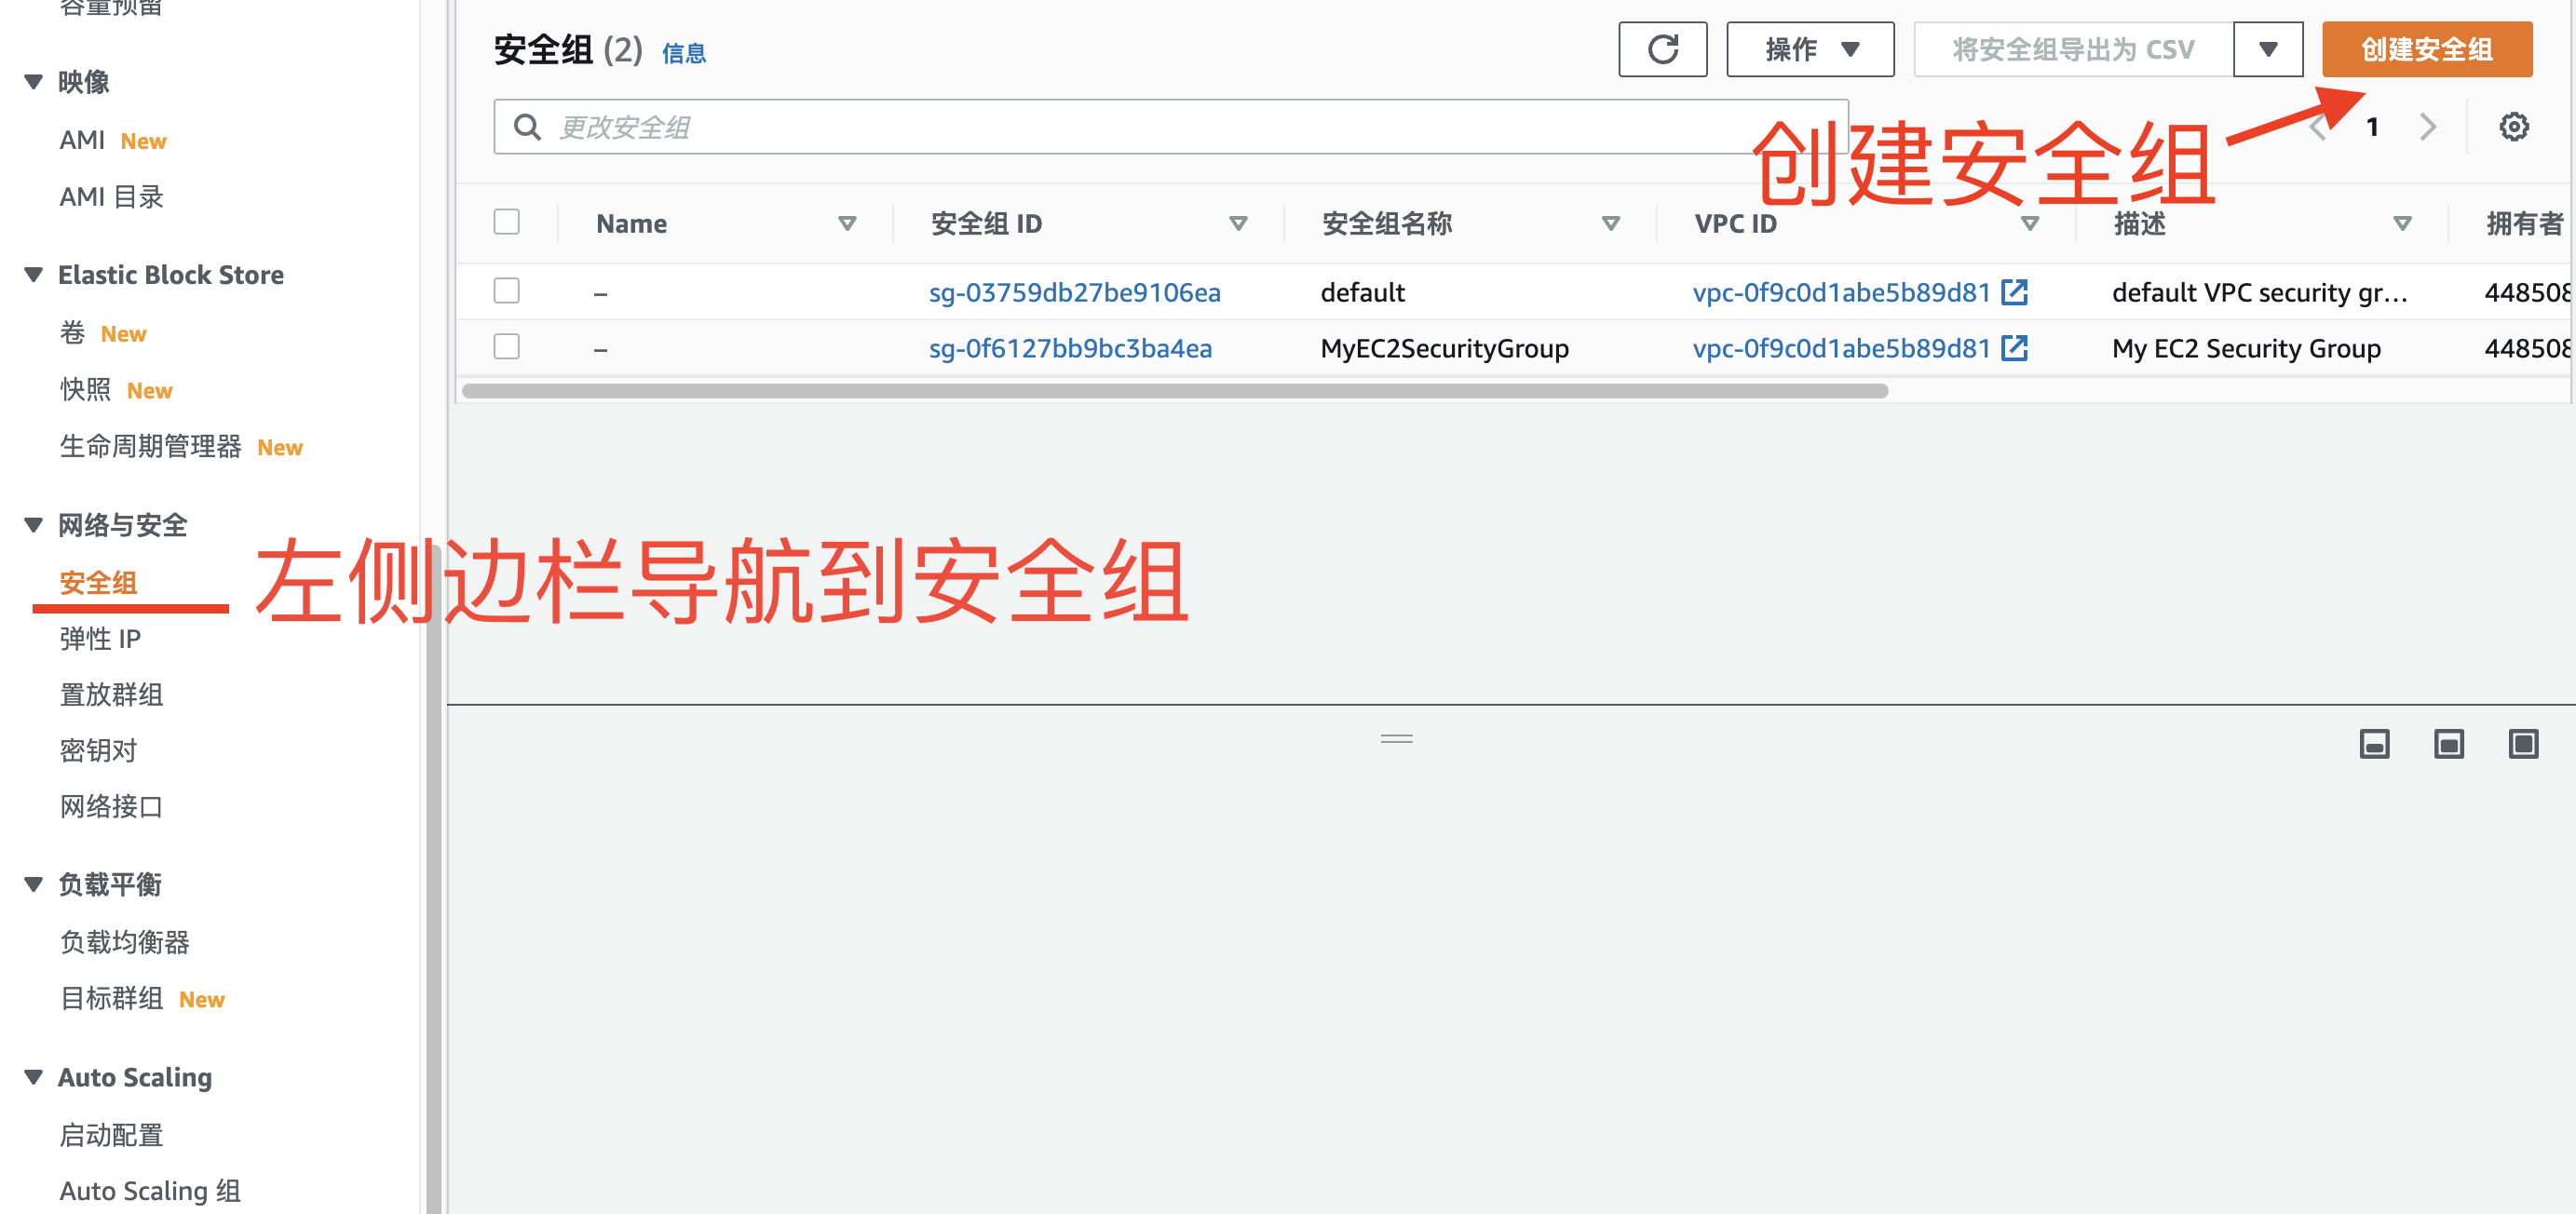 容量预留
映像
AMI New
AMI 目录
Elastic Block Store
卷 New
快照 New
生命周期管理器 New
网络与安全
安全组
弹性 IP
置放群组
密钥对
网络接口
负载平衡
负载均衡器
目标群组 New
Auto Scaling
启动配置
Auto Scaling 组
左侧边栏导航到安全组
安全组 (2) 信息
操作
将安全组导出为 CSV
创建安全组
更改安全组
1
创建安全组
Name 安全组 ID 安全组名称 VPC ID 描述 拥有者
– sg-03759db27be9106ea default vpc-0f9c0d1abe5b89d81 default VPC security gr... 448508
– sg-0f6127bb9bc3ba4ea MyEC2SecurityGroup vpc-0f9c0d1abe5b89d81 My EC2 Security Group 448508